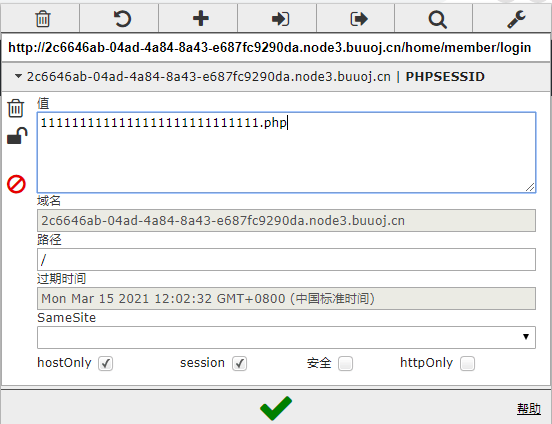 http://2c6646ab-04ad-4a84-8a43-e687fc9290da.node3.buuoj.cn/home/member/login
2c6646ab-04ad-4a84-8a43-e687fc9290da.node3.buuoj.cn | PHPSESSID
值
1111111111111111111111111111.php
域名
2c6646ab-04ad-4a84-8a43-e687fc9290da.node3.buuoj.cn
路径
/
过期时间
Mon Mar 15 2021 12:02:32 GMT+0800 (中国标准时间)
SameSite
hostOnly session 安全 httpOnly
帮助